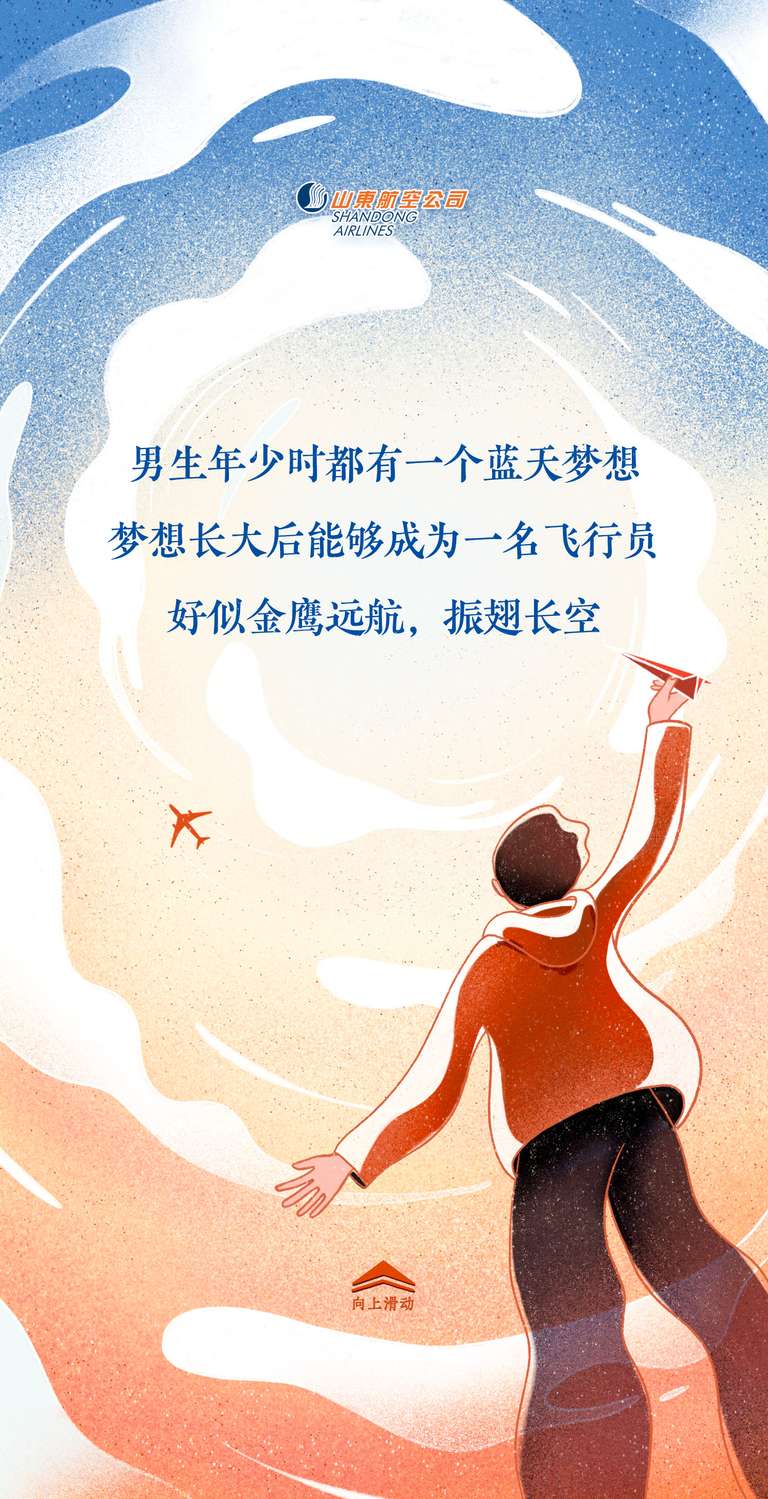 山東航空公司
SHANDONG
AIRLINES
男生年少时都有一个蓝天梦想
梦想长大后能够成为一名飞行员
好似金鹰远航，振翅长空
向上滑动